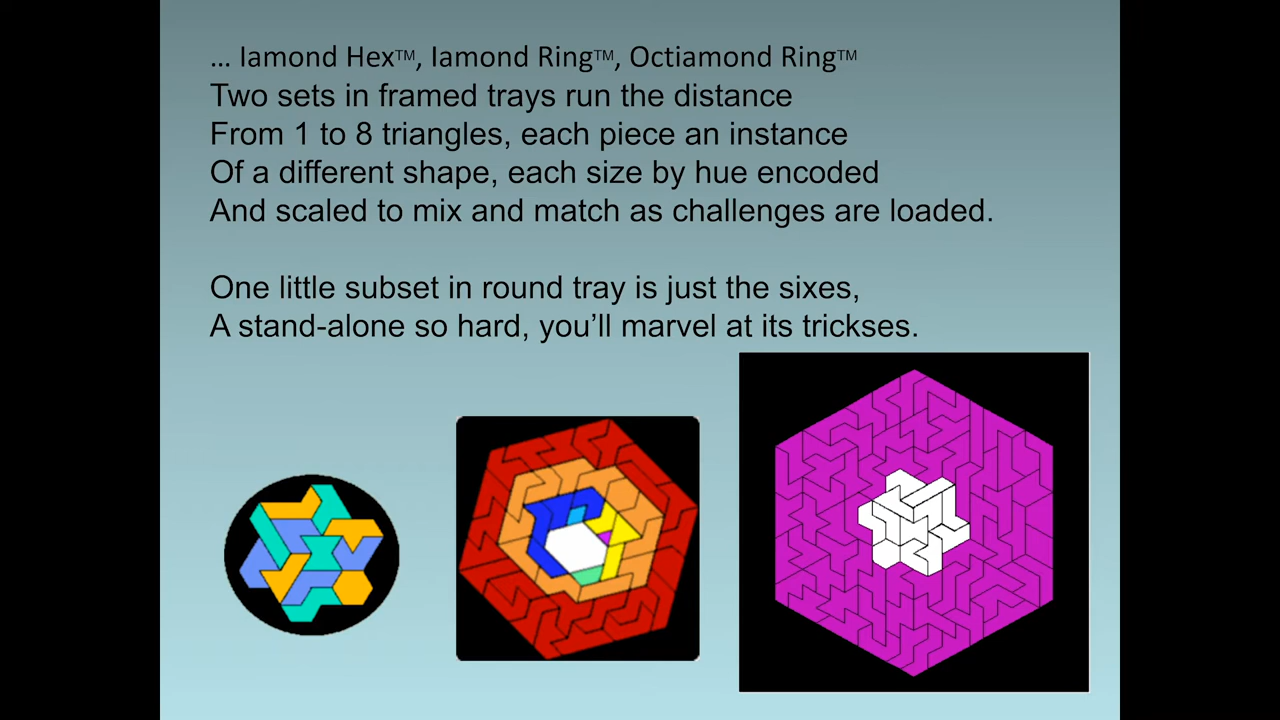 ... Iamond Hex™, Iamond Ring™, Octiamond Ring™
Two sets in framed trays run the distance
From 1 to 8 triangles, each piece an instance
Of a different shape, each size by hue encoded
And scaled to mix and match as challenges are loaded.
One little subset in round tray is just the sixes,
A stand-alone so hard, you’ll marvel at its trickses.